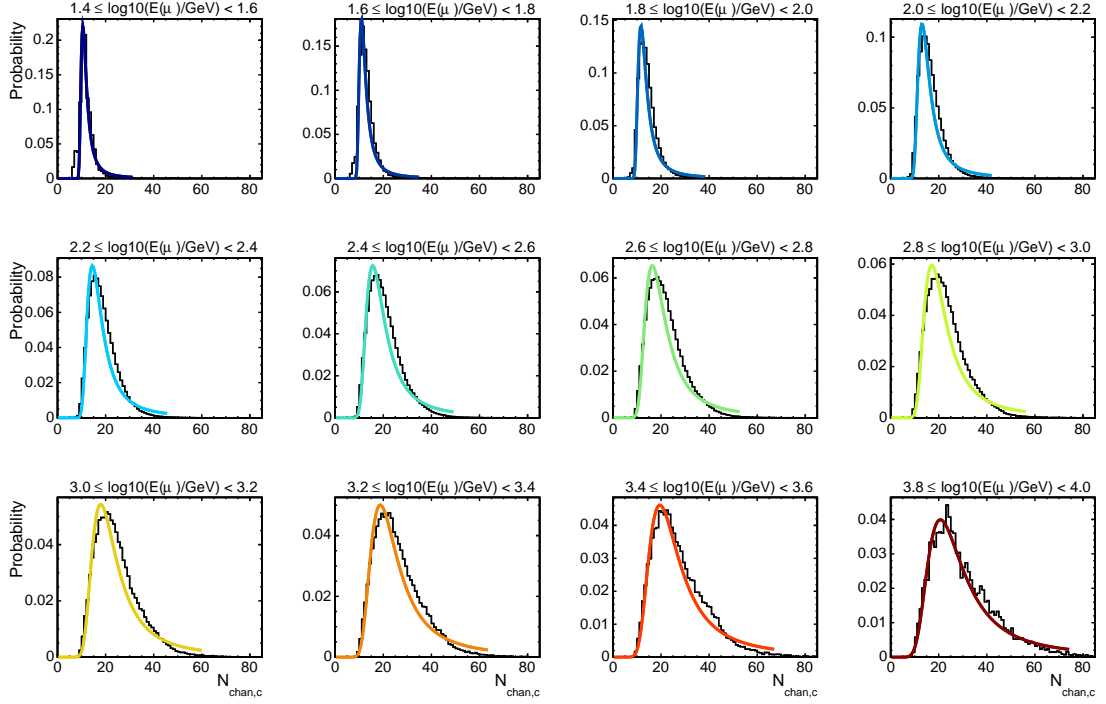 1.4 ≤ log10(E(μ)/GeV) < 1.6
1.6 ≤ log10(E(μ)/GeV) < 1.8
1.8 ≤ log10(E(μ)/GeV) < 2.0
2.0 ≤ log10(E(μ)/GeV) < 2.2
Probability
0.2
0.15
0.1
0.05
0
0 20 40 60 80
0.15
0.1
0.05
0
0 20 40 60 80
0.15
0.1
0.05
0
0 20 40 60 80
0.1
0.05
0
0 20 40 60 80
2.2 ≤ log10(E(μ)/GeV) < 2.4
2.4 ≤ log10(E(μ)/GeV) < 2.6
2.6 ≤ log10(E(μ)/GeV) < 2.8
2.8 ≤ log10(E(μ)/GeV) < 3.0
Probability
0.08
0.06
0.04
0.02
0
0 20 40 60 80
0.06
0.04
0.02
0
0 20 40 60 80
0.06
0.04
0.02
0
0 20 40 60 80
0.06
0.04
0.02
0
0 20 40 60 80
3.0 ≤ log10(E(μ)/GeV) < 3.2
3.2 ≤ log10(E(μ)/GeV) < 3.4
3.4 ≤ log10(E(μ)/GeV) < 3.6
3.8 ≤ log10(E(μ)/GeV) < 4.0
Probability
0.04
0.02
0
0 20 40 60 80
N chan,c
0.04
0.02
0
0 20 40 60 80
N chan,c
0.04
0.03
0.02
0.01
0
0 20 40 60 80
N chan,c
0.04
0.03
0.02
0.01
0
0 20 40 60 80
N chan,c